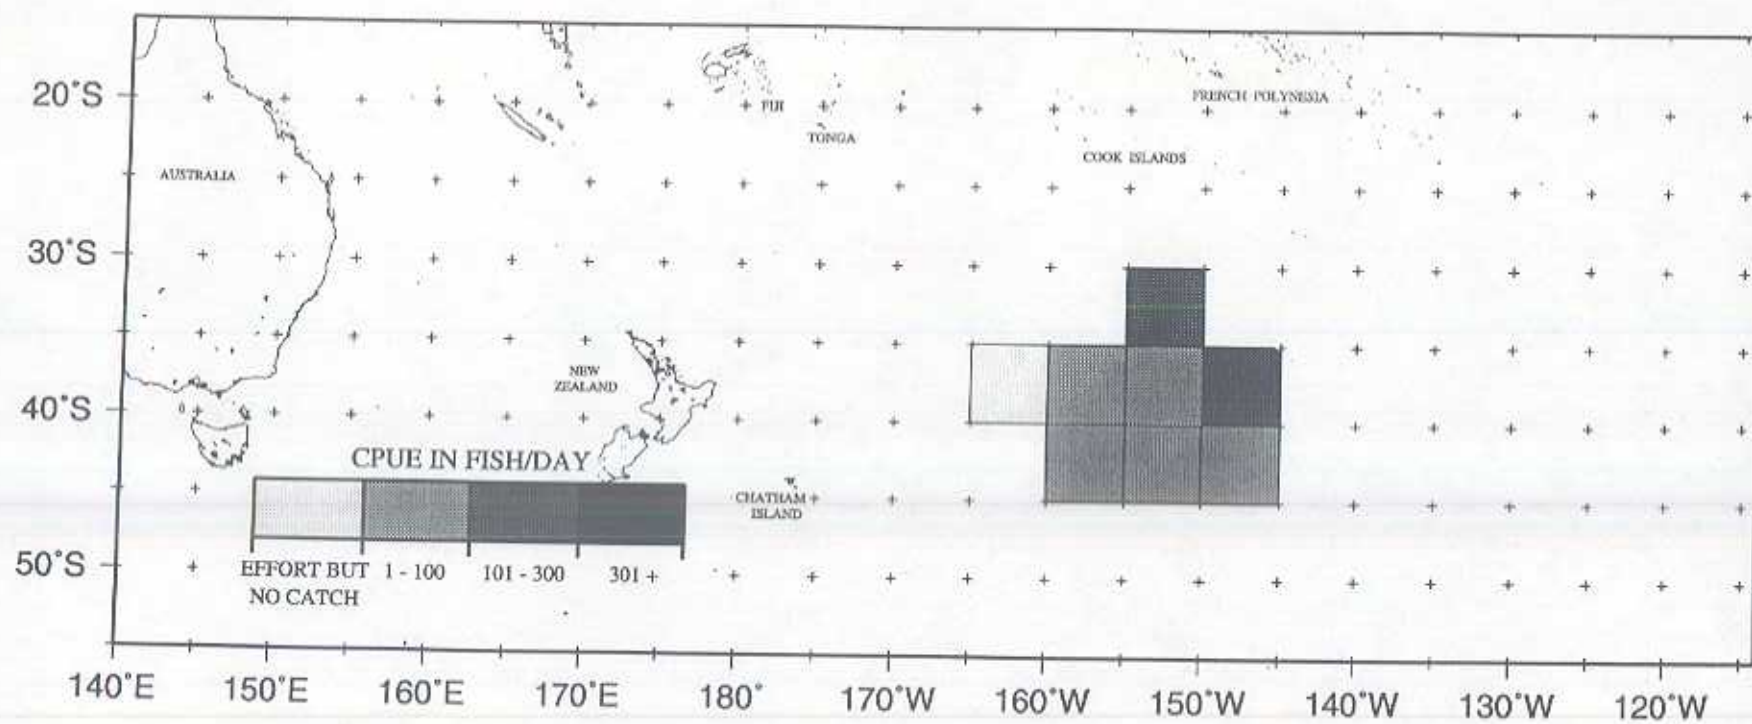 20°S
30°S
40°S
50°S
AUSTRALIA
FIJI
TONGA
COOK ISLANDS
FRENCH POLYNESIA
NEW
ZEALAND
CHATHAM
ISLAND
CPUE IN FISH/DAY
EFFORT BUT
NO CATCH
1 - 100
101 - 300
301 +
140°E
150°E
160°E
170°E
180°
170°W
160°W
150°W
140°W
130°W
120°W